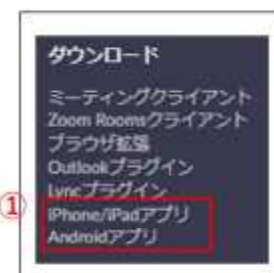 ダウンロード
ミーティングクライアント
Zoom Roomsクライアント
ブラウザ拡張
Outlookプラグイン
Lyncプラグイン
① iPhone/iPadアプリ
Androidアプリ